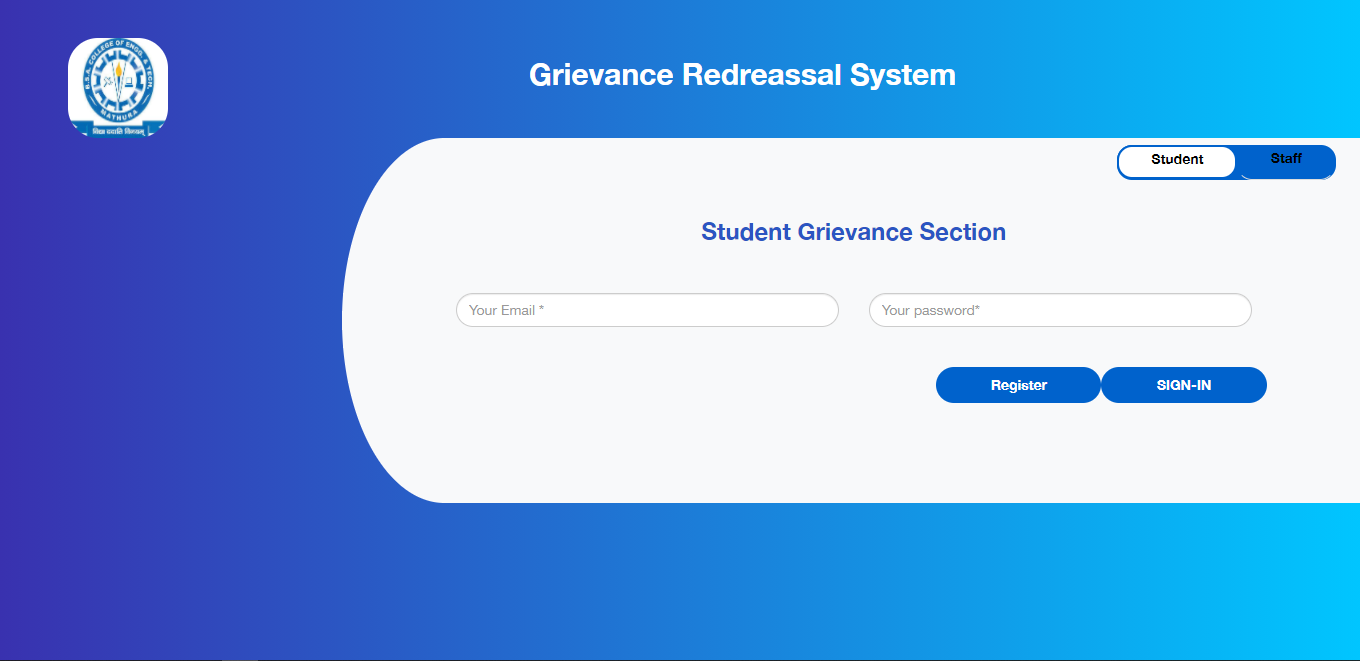 B.S.A. COLLEGE OF ENGG. & TECH.
MATHURA
Grievance Redreassal System
Student
Staff
Student Grievance Section
Your Email *
Your password*
Register
SIGN-IN